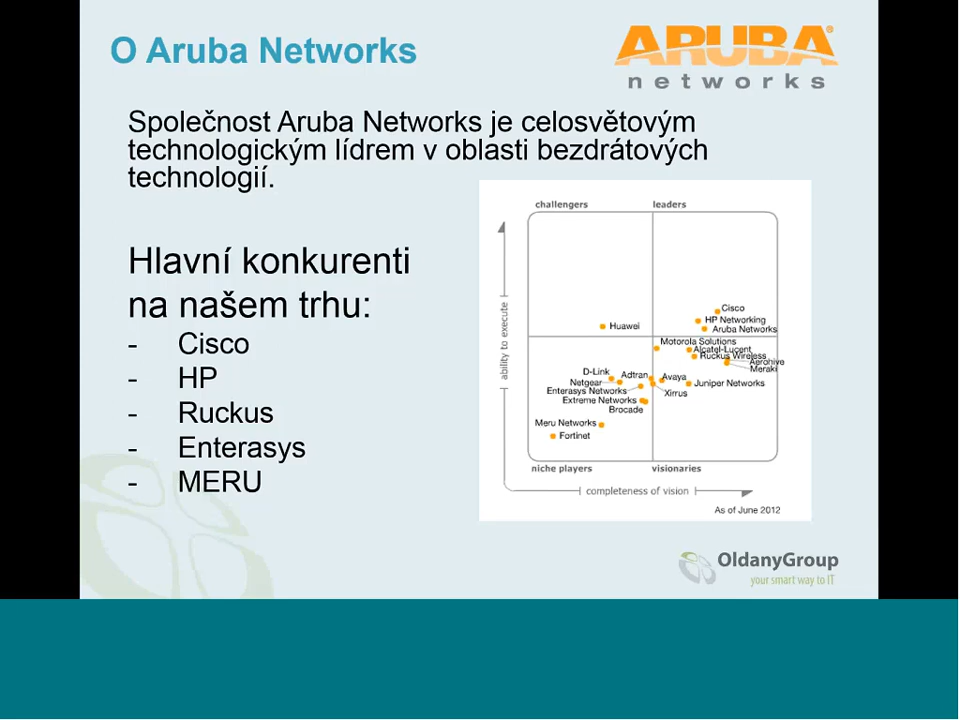 O Aruba Networks
ARUBA®
networks
Společnost Aruba Networks je celosvětovým
technologickým lídrem v oblasti bezdrátových
technologií.
Hlavní konkurenti
na našem trhu:
- Cisco
- HP
- Ruckus
- Enterasys
- MERU
challengers
leaders
ability to execute
Cisco
HP Networking
Aruba Networks
Huawei
Motorola Solutions
Alcatel-Lucent
Ruckus Wireless
Aerohive
Meraki
D-Link
Adtran
Avaya
Netgear
Juniper Networks
Enterasys Networks
Xirrus
Extreme Networks
Brocade
Meru Networks
Fortinet
niche players
visionaries
completeness of vision
As of June 2012
OldanyGroup
your smart way to IT